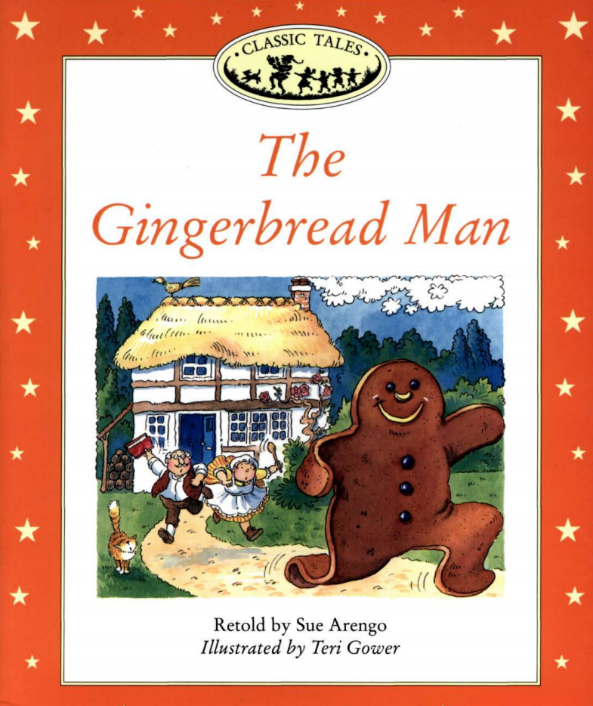 CLASSIC TALES
The
Gingerbread Man
Retold by Sue Arengo
Illustrated by Teri Gower